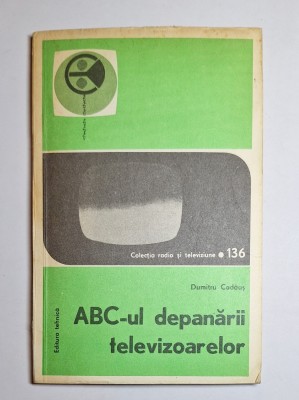 Colecția radio și televiziune • 136
Dumitru Codăuș
ABC-ul depanării
televizoarelor
Editura tehnică